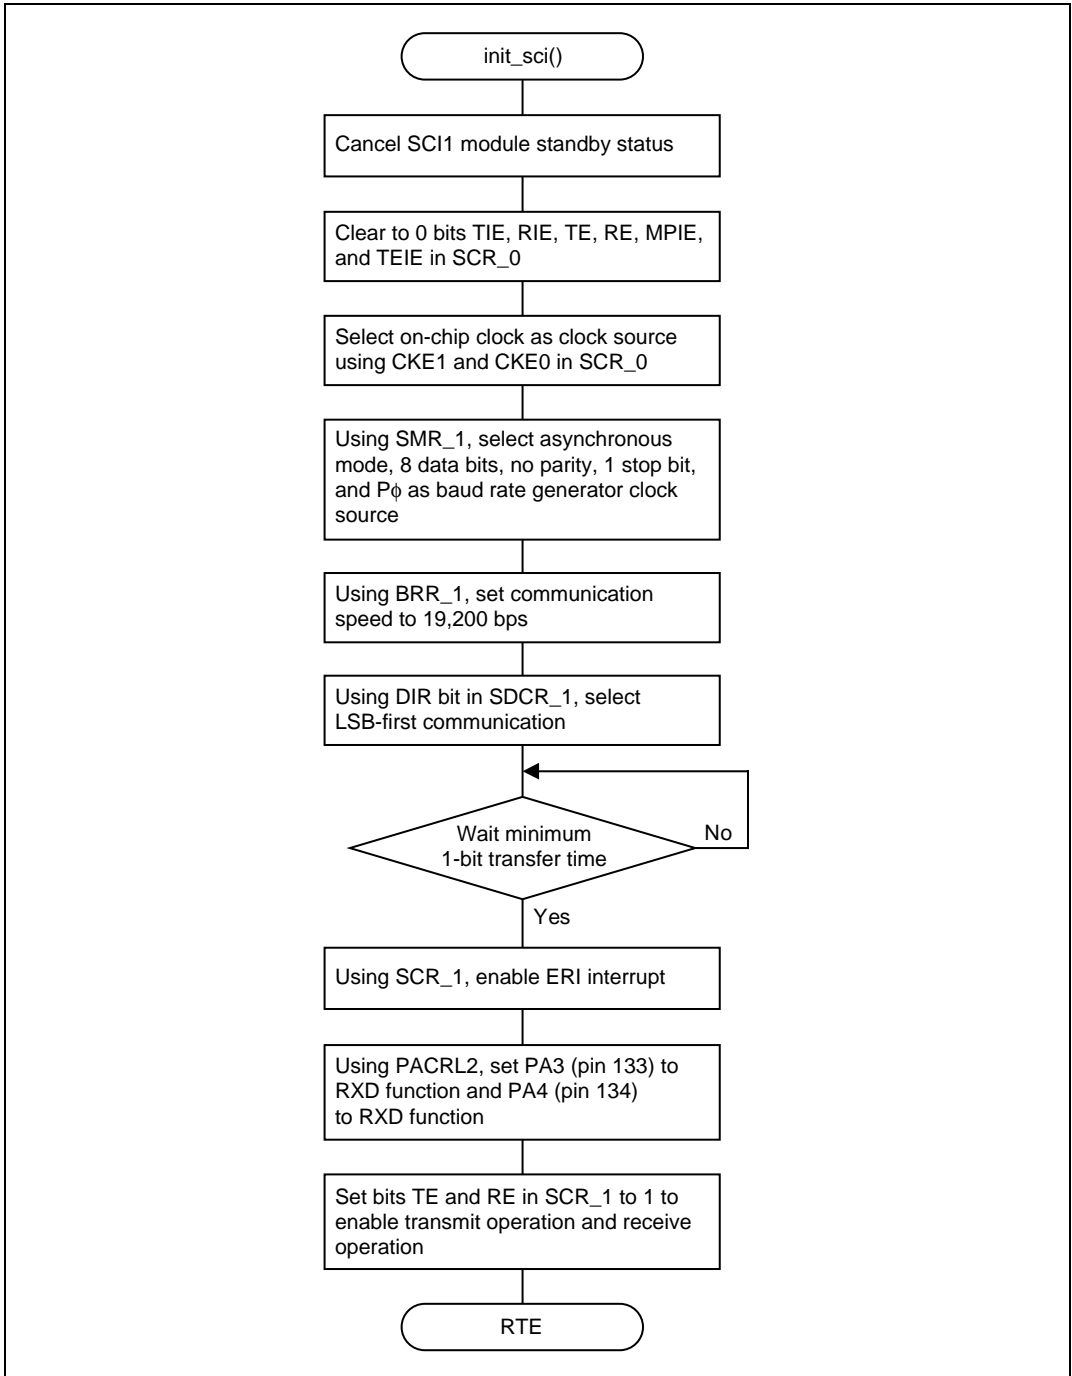 init_sci()
Cancel SCI1 module standby status
Clear to 0 bits TIE, RIE, TE, RE, MPIE,
and TEIE in SCR_0
Select on-chip clock as clock source
using CKE1 and CKE0 in SCR_0
Using SMR_1, select asynchronous
mode, 8 data bits, no parity, 1 stop bit,
and Pϕ as baud rate generator clock
source
Using BRR_1, set communication
speed to 19,200 bps
Using DIR bit in SDCR_1, select
LSB-first communication
Wait minimum
1-bit transfer time
No
Yes
Using SCR_1, enable ERI interrupt
Using PACRL2, set PA3 (pin 133) to
RXD function and PA4 (pin 134)
to RXD function
Set bits TE and RE in SCR_1 to 1 to
enable transmit operation and receive
operation
RTE